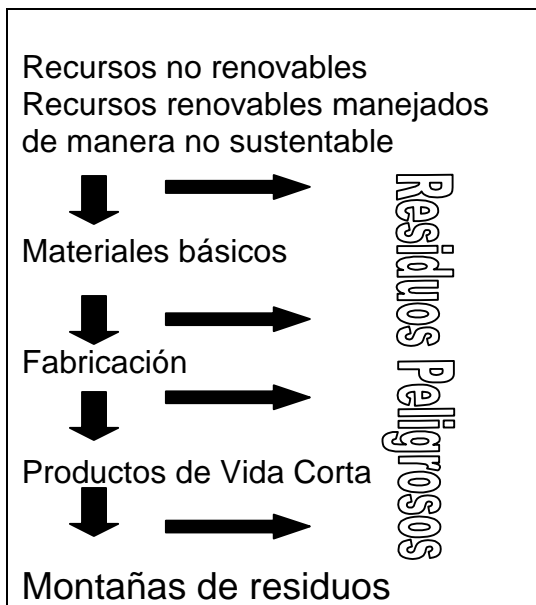 Recursos no renovables
Recursos renovables manejados
de manera no sustentable
Materiales básicos
Fabricación
Productos de Vida Corta
Montañas de residuos
Residuos Peligrosos